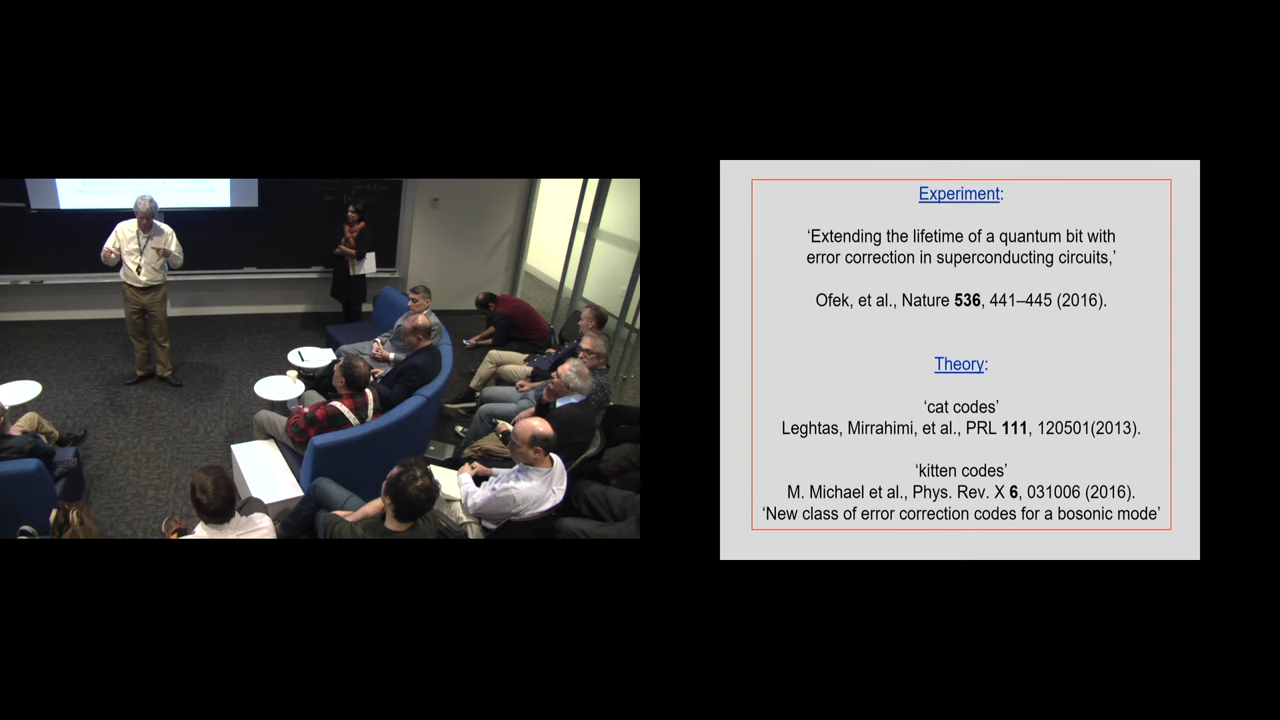 Experiment:
‘Extending the lifetime of a quantum bit with
error correction in superconducting circuits,’
Ofek, et al., Nature 536, 441–445 (2016).
Theory:
‘cat codes’
Leghtas, Mirrahimi, et al., PRL 111, 120501(2013).
‘kitten codes’
M. Michael et al., Phys. Rev. X 6, 031006 (2016).
‘New class of error correction codes for a bosonic mode’